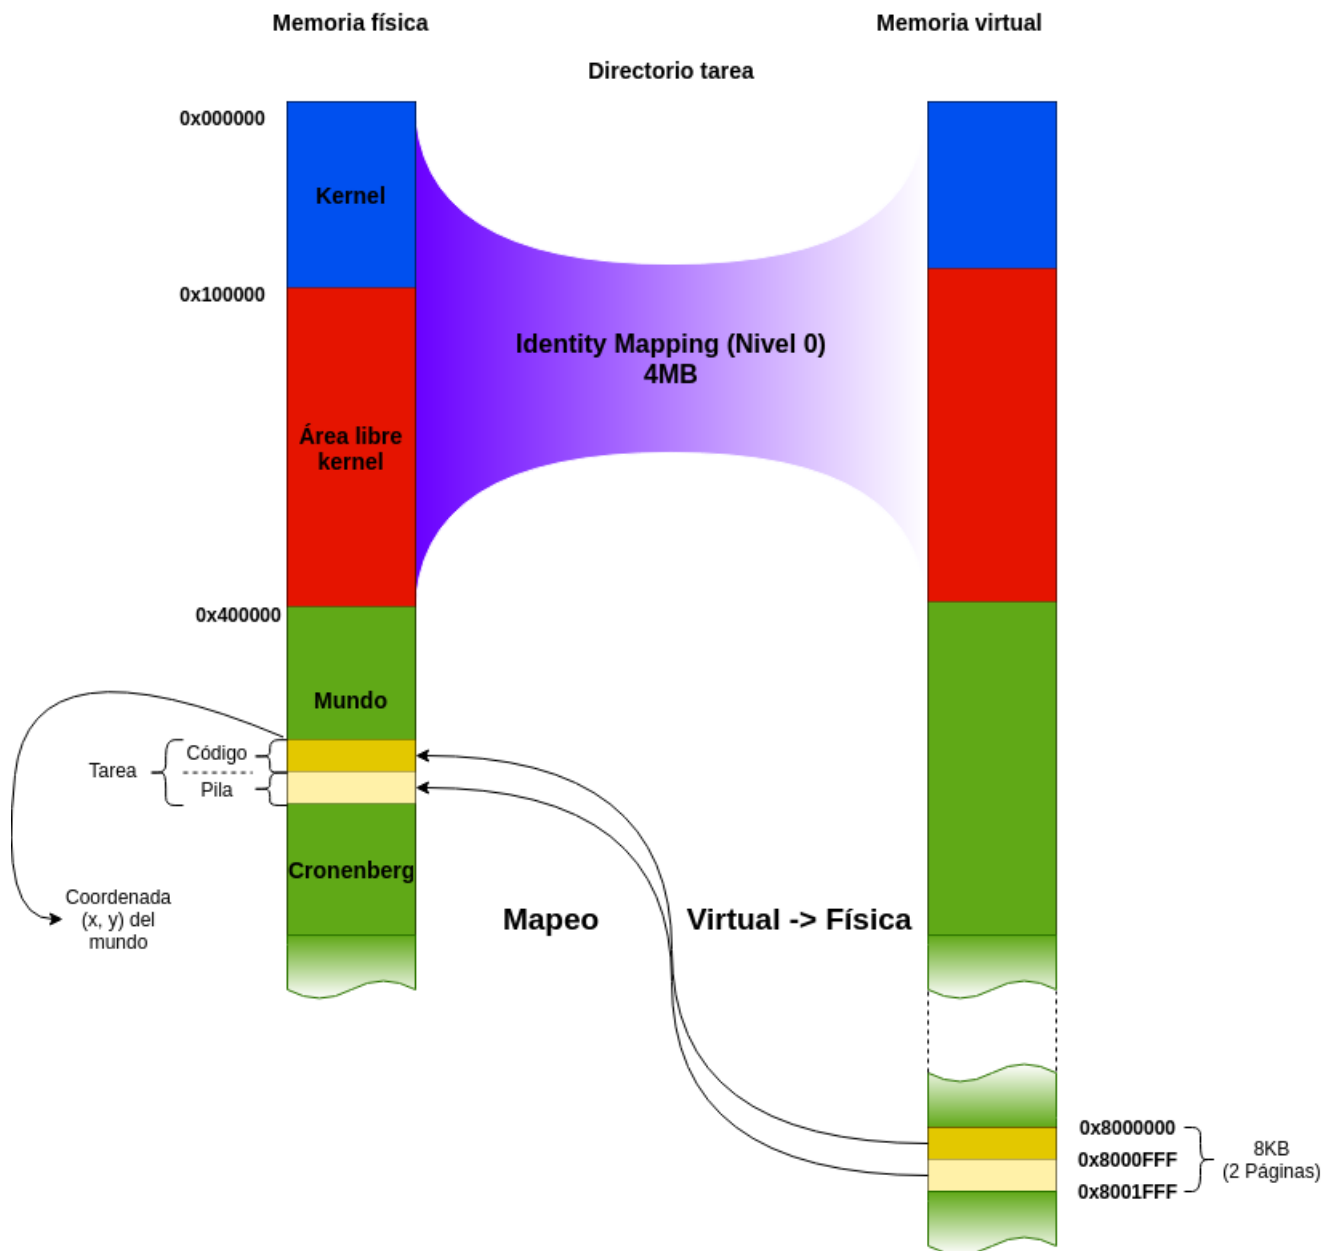 Memoria física
Memoria virtual
Directorio tarea
0x000000
Kernel
0x100000
Identity Mapping (Nivel 0)
4MB
Área libre
kernel
0x400000
Mundo
Código
Tarea
Pila
Cronenberg
Coordenada
(x, y) del
mundo
Mapeo
Virtual -> Física
0x8000000
0x8000FFF
0x8001FFF
8KB
(2 Páginas)